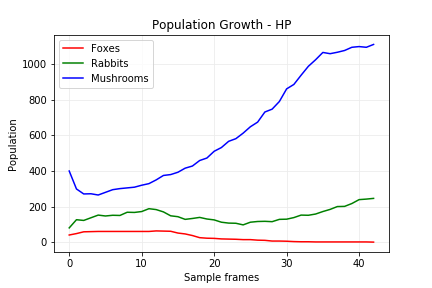 Population Growth - HP
Foxes
Rabbits
Mushrooms
Population
1000
800
600
400
200
0
0
10
20
30
40
Sample frames